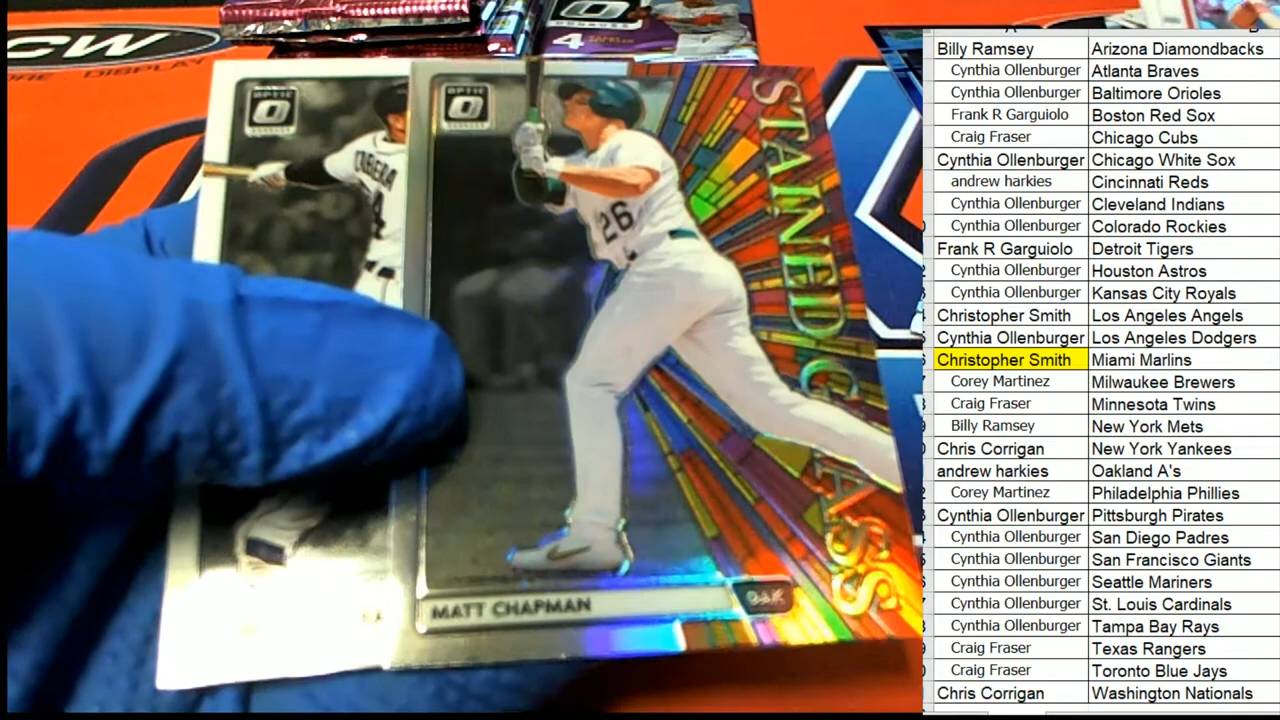 CW
RE DISPLAY
4
OPTIC
DONRUSS
OPTIC
DONRUSS
STAINED GLASS
26
MATT CHAPMAN
OAK
A B
Billy Ramsey Arizona Diamondbacks
Cynthia Ollenburger Atlanta Braves
Cynthia Ollenburger Baltimore Orioles
Frank R Garguiolo Boston Red Sox
Craig Fraser Chicago Cubs
Cynthia Ollenburger Chicago White Sox
andrew harkies Cincinnati Reds
Cynthia Ollenburger Cleveland Indians
Cynthia Ollenburger Colorado Rockies
Frank R Garguiolo Detroit Tigers
Cynthia Ollenburger Houston Astros
Cynthia Ollenburger Kansas City Royals
Christopher Smith Los Angeles Angels
Cynthia Ollenburger Los Angeles Dodgers
Christopher Smith Miami Marlins
Corey Martinez Milwaukee Brewers
Craig Fraser Minnesota Twins
Billy Ramsey New York Mets
Chris Corrigan New York Yankees
andrew harkies Oakland A's
Corey Martinez Philadelphia Phillies
Cynthia Ollenburger Pittsburgh Pirates
Cynthia Ollenburger San Diego Padres
Cynthia Ollenburger San Francisco Giants
Cynthia Ollenburger Seattle Mariners
Cynthia Ollenburger St. Louis Cardinals
Cynthia Ollenburger Tampa Bay Rays
Craig Fraser Texas Rangers
Craig Fraser Toronto Blue Jays
Chris Corrigan Washington Nationals